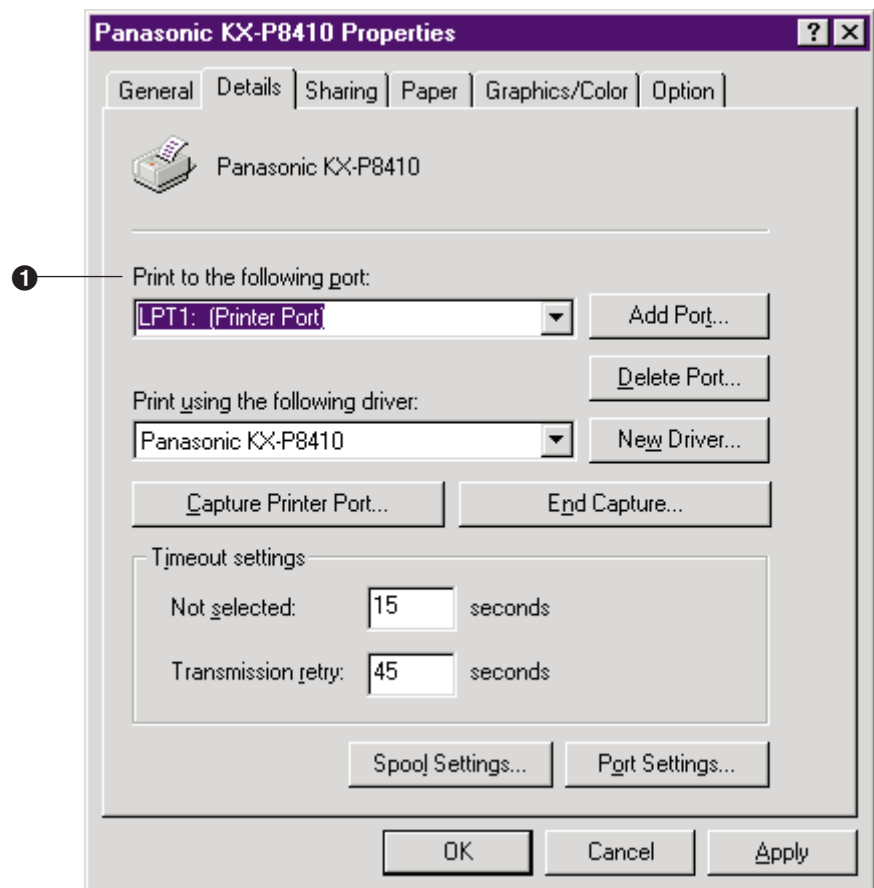 Panasonic KX-P8410 Properties ? ×
General Details Sharing Paper Graphics/Color Option
Panasonic KX-P8410
❶ Print to the following port:
LPT1: (Printer Port) Add Port...
Delete Port...
Print using the following driver:
Panasonic KX-P8410 New Driver...
Capture Printer Port... End Capture...
Timeout settings
Not selected: 15 seconds
Transmission retry: 45 seconds
Spool Settings... Port Settings...
OK Cancel Apply